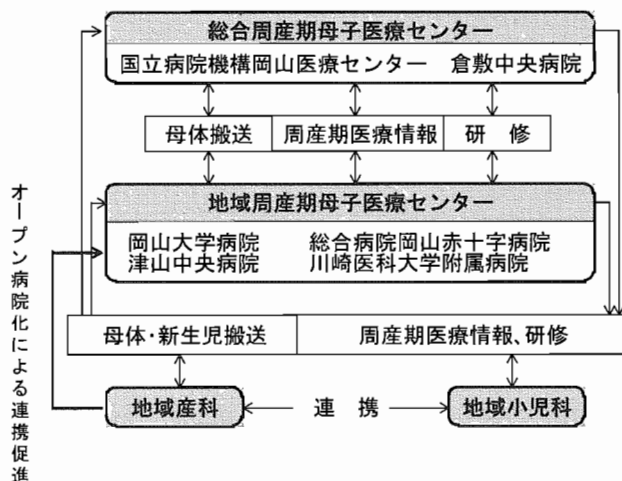 総合周産期母子医療センター
国立病院機構岡山医療センター 倉敷中央病院
母体搬送 周産期医療情報 研 修
地域周産期母子医療センター
岡山大学病院 総合病院岡山赤十字病院
津山中央病院 川崎医科大学附属病院
オープン病院化による連携促進
母体・新生児搬送 周産期医療情報、研修
地域産科 連 携 地域小児科